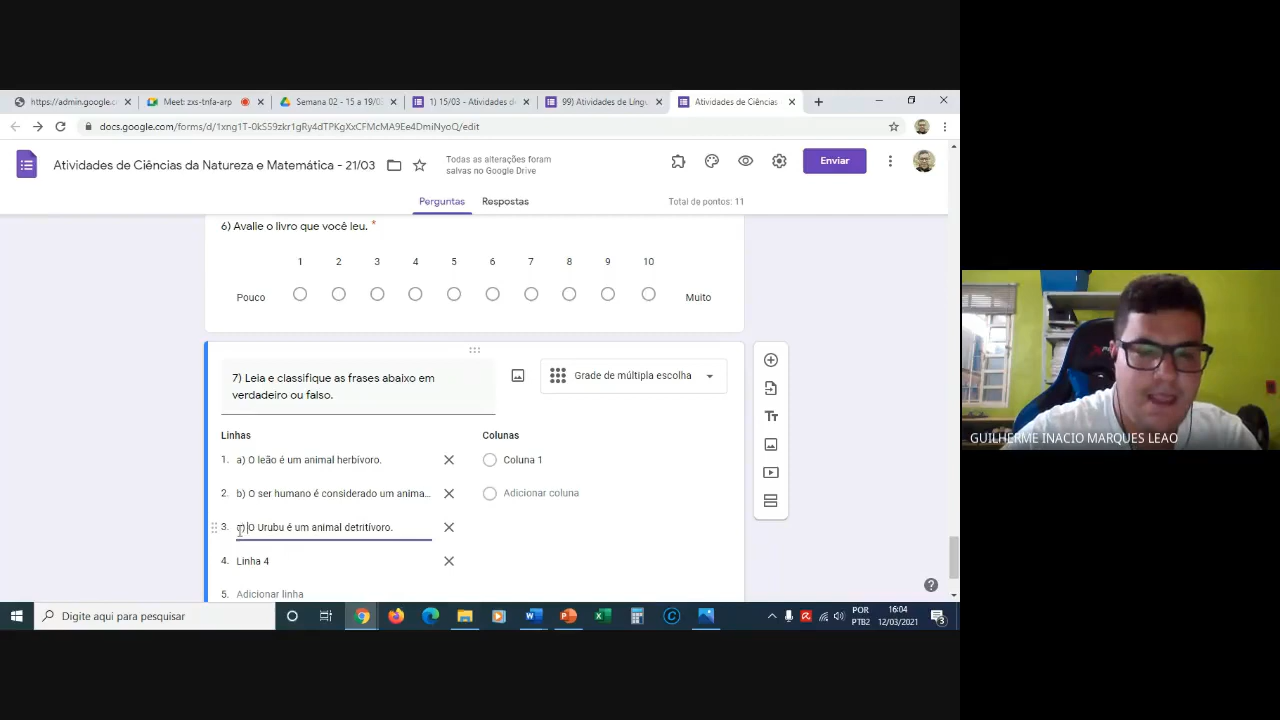 https://admin.google.c
Meet: zxs-tnfa-arp
Semana 02 - 15 a 19/03
1) 15/03 - Atividades de
99) Atividades de Língu
Atividades de Ciências
docs.google.com/forms/d/1xng1T-0kS59zkr1gRy4dTPKgXxCFMcMA9Ee4DmiNyoQ/edit
Atividades de Ciências da Natureza e Matemática - 21/03
Todas as alterações foram
salvas no Google Drive
Enviar
Perguntas
Respostas
Total de pontos: 11
6) Avalie o livro que você leu. *
1 2 3 4 5 6 7 8 9 10
Pouco
Muito
7) Leia e classifique as frases abaixo em
verdadeiro ou falso.
Grade de múltipla escolha
Linhas
Colunas
1. a) O leão é um animal herbívoro.
Coluna 1
2. b) O ser humano é considerado um anima...
Adicionar coluna
3. O Urubu é um animal detritívoro.
4. Linha 4
5. Adicionar linha
GUILHERME INACIO MARQUES LEAO
Digite aqui para pesquisar
POR
PTB2
16:04
12/03/2021
3